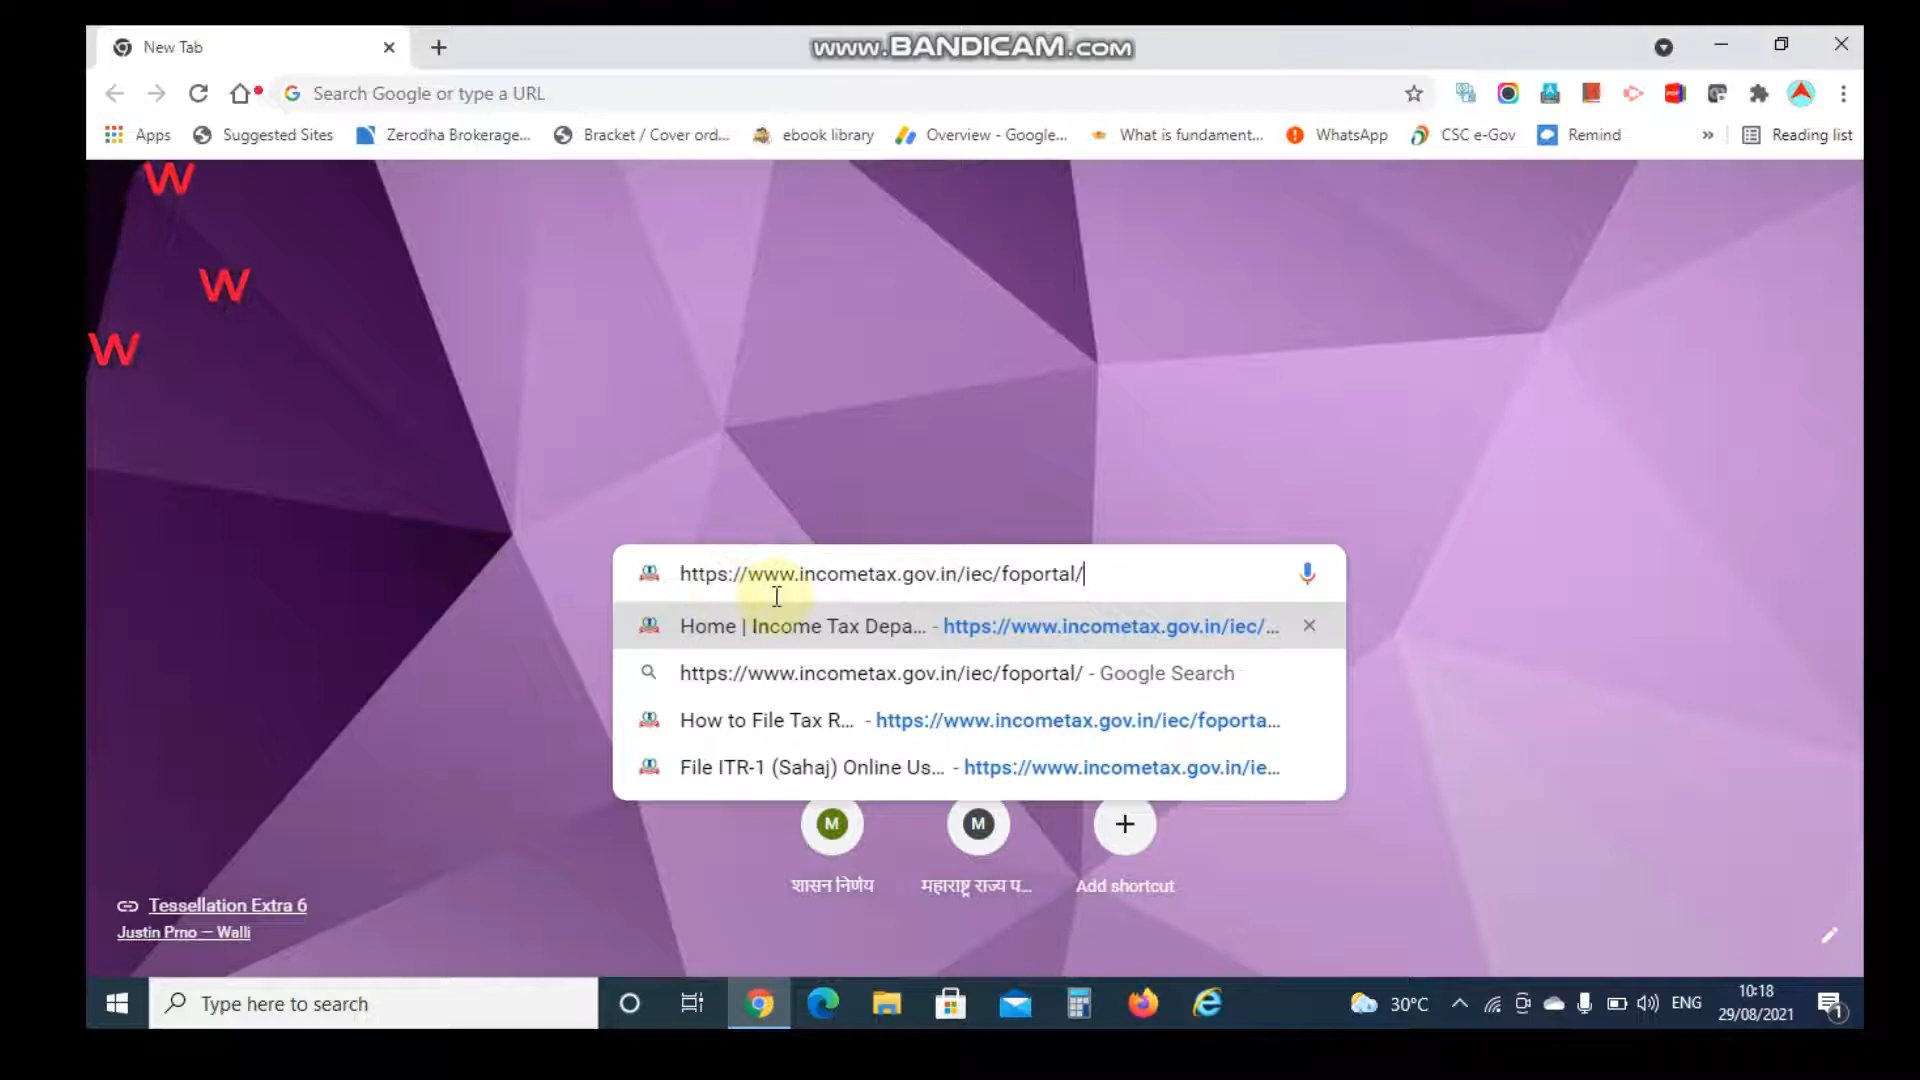 New Tab
www.BANDICAM.com
Search Google or type a URL
Apps Suggested Sites Zerodha Brokerage... Bracket / Cover ord... ebook library Overview - Google... What is fundament... WhatsApp CSC e-Gov Remind » Reading list
W
W
W
https://www.incometax.gov.in/iec/foportal/
Home | Income Tax Depa... - https://www.incometax.gov.in/iec/...
https://www.incometax.gov.in/iec/foportal/ - Google Search
How to File Tax R... - https://www.incometax.gov.in/iec/foporta...
File ITR-1 (Sahaj) Online Us... - https://www.incometax.gov.in/ie...
M M
शासन निर्णय महाराष्ट्र राज्य प... Add shortcut
Tessellation Extra 6
Justin Prno — Walli
Type here to search
30°C ENG
10:18
29/08/2021
1